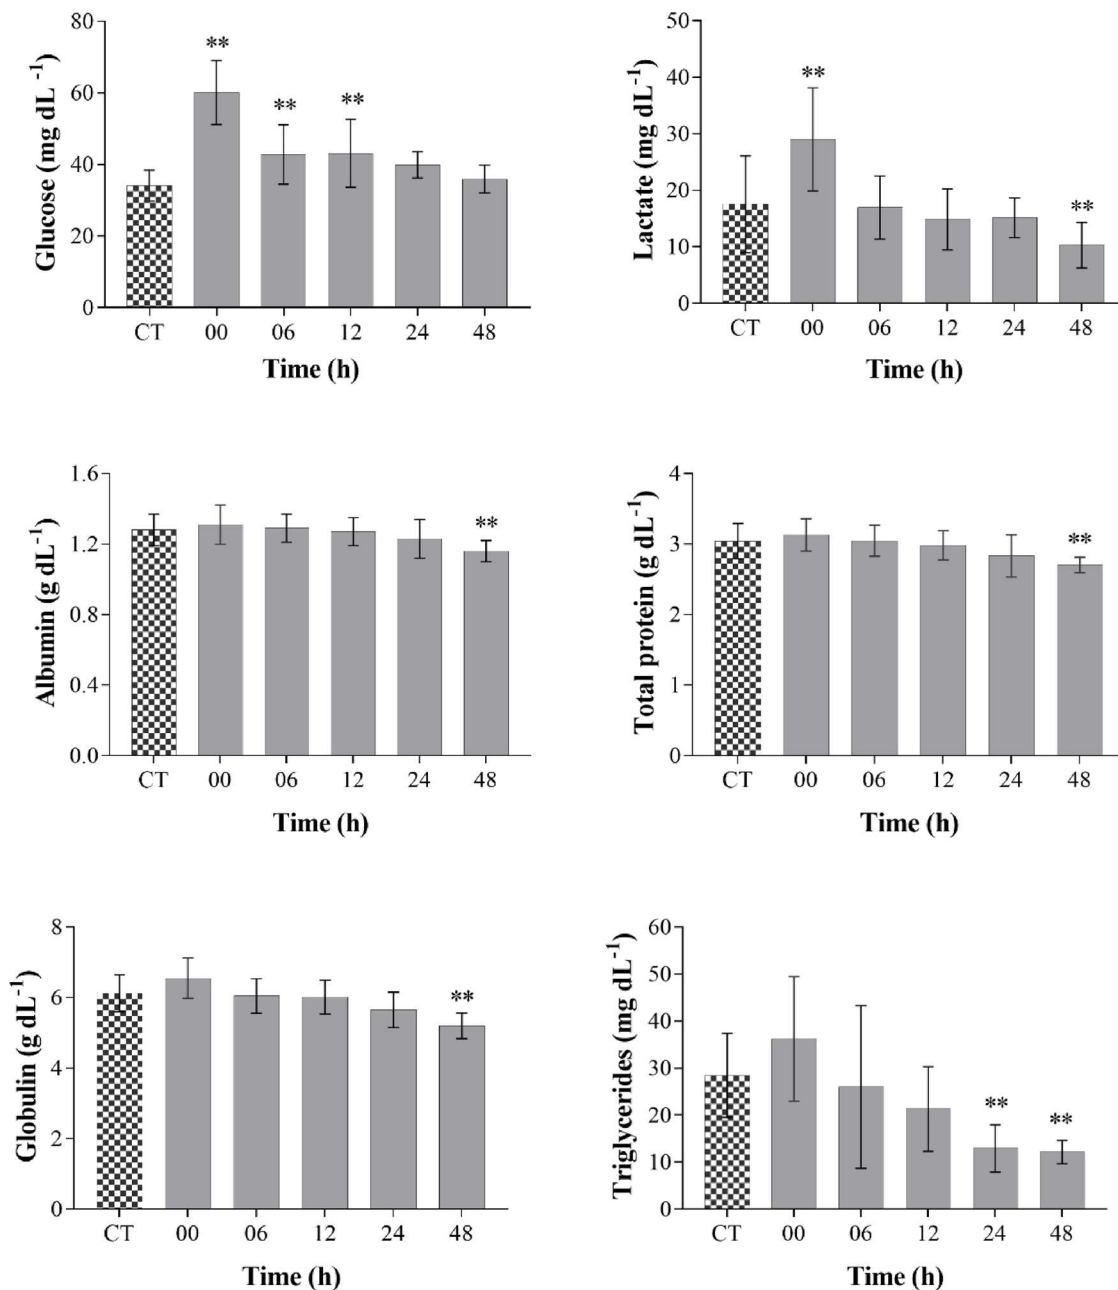 Glucose (mg dL⁻¹)
80
60
40
20
0
**
**
**
CT 00 06 12 24 48
Time (h)
Lactate (mg dL⁻¹)
50
40
30
20
10
0
**
**
CT 00 06 12 24 48
Time (h)
Albumin (g dL⁻¹)
1.6
1.2
0.8
0.4
0.0
**
CT 00 06 12 24 48
Time (h)
Total protein (g dL⁻¹)
4
3
2
1
0
**
CT 00 06 12 24 48
Time (h)
Globulin (g dL⁻¹)
8
6
4
2
0
**
CT 00 06 12 24 48
Time (h)
Triglycerides (mg dL⁻¹)
60
50
40
30
20
10
0
**
**
CT 00 06 12 24 48
Time (h)